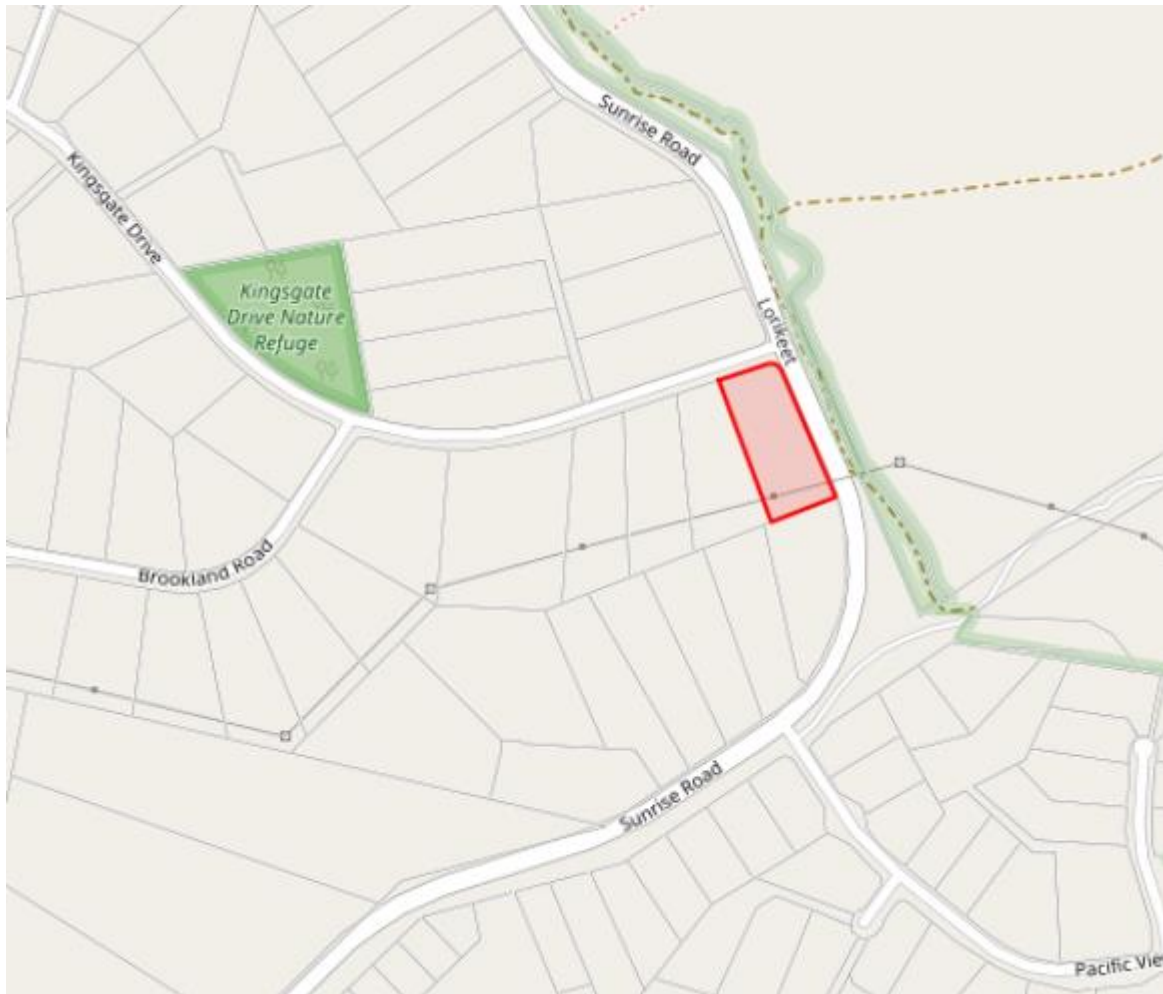 Sunrise Road
Kingsgate Drive
Kingsgate
Drive Nature
Refuge
Lorikeet
Brookland Road
Sunrise Road
Pacific Vie